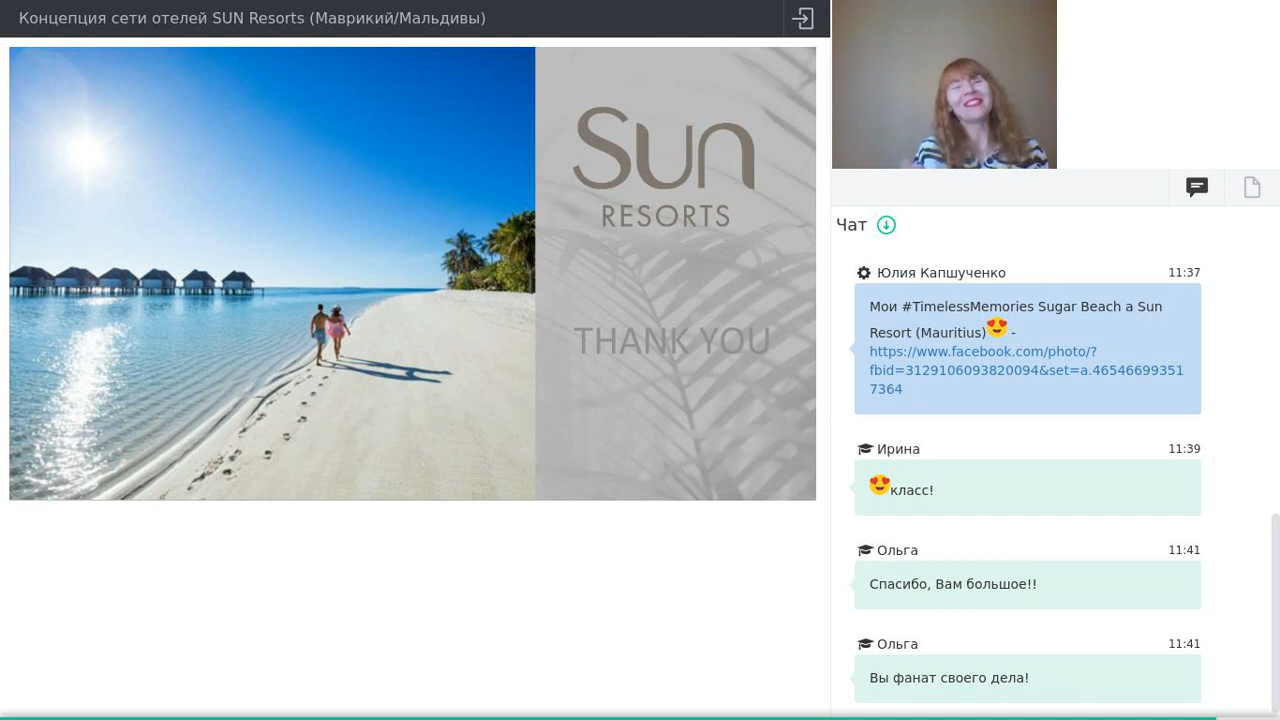 Концепция сети отелей SUN Resorts (Маврикий/Мальдивы)
Sun
RESORTS
THANK YOU
Чат
Юлия Капшученко 11:37
Мои #TimelessMemories Sugar Beach a Sun
Resort (Mauritius)😍 -
https://www.facebook.com/photo/?
fbid=3129106093820094&set=a.46546699351
7364
Ирина 11:39
😍класс!
Ольга 11:41
Спасибо, Вам большое!!
Ольга 11:41
Вы фанат своего дела!